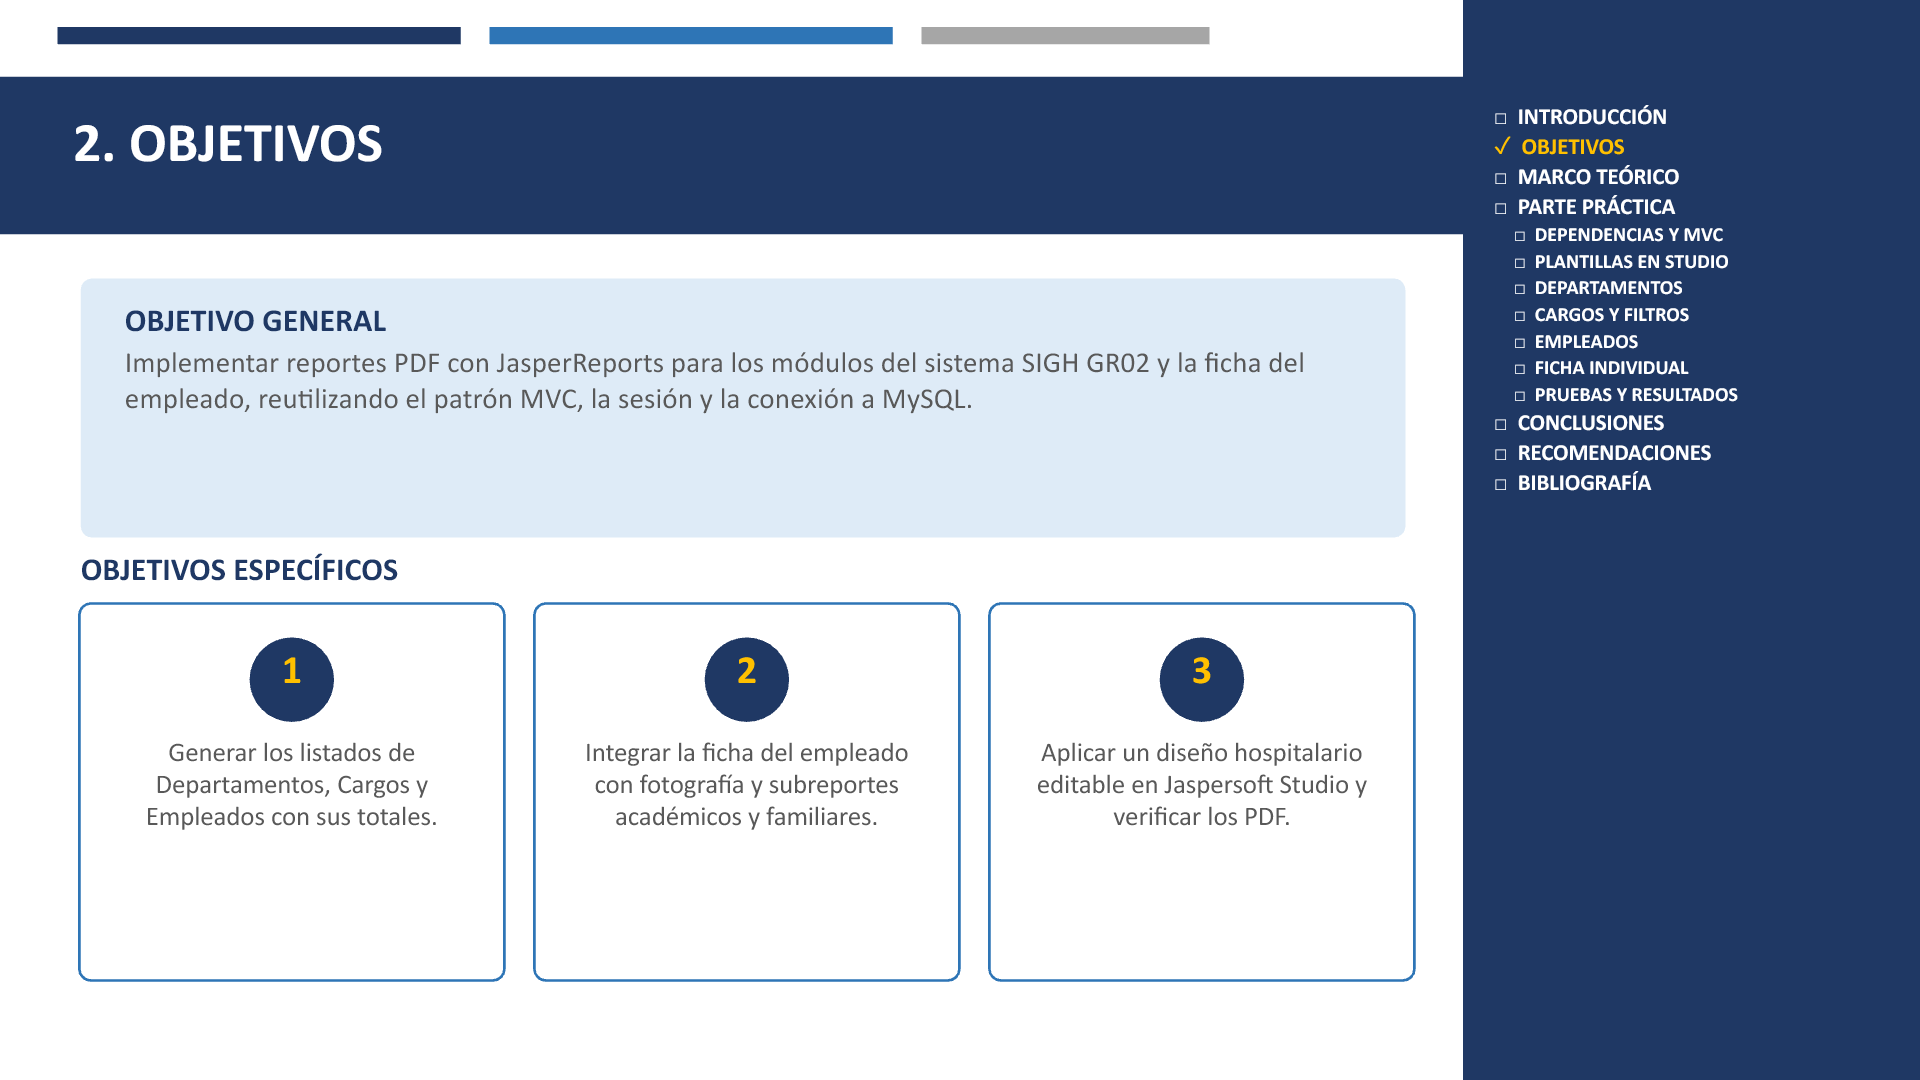 2. OBJETIVOS
OBJETIVO GENERAL
Implementar reportes PDF con JasperReports para los módulos del sistema SIGH GR02 y la ficha del
empleado, reutilizando el patrón MVC, la sesión y la conexión a MySQL.
OBJETIVOS ESPECÍFICOS
1
Generar los listados de
Departamentos, Cargos y
Empleados con sus totales.
2
Integrar la ficha del empleado
con fotografía y subreportes
académicos y familiares.
3
Aplicar un diseño hospitalario
editable en Jaspersoft Studio y
verificar los PDF.
□ INTRODUCCIÓN
✓ OBJETIVOS
□ MARCO TEÓRICO
□ PARTE PRÁCTICA
□ DEPENDENCIAS Y MVC
□ PLANTILLAS EN STUDIO
□ DEPARTAMENTOS
□ CARGOS Y FILTROS
□ EMPLEADOS
□ FICHA INDIVIDUAL
□ PRUEBAS Y RESULTADOS
□ CONCLUSIONES
□ RECOMENDACIONES
□ BIBLIOGRAFÍA